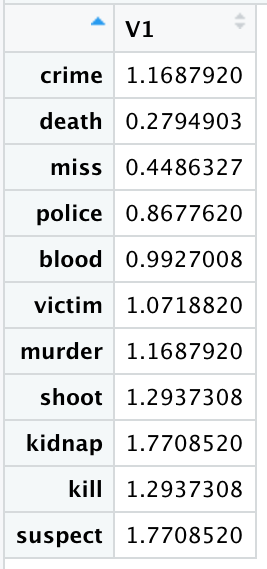 V1
crime 1.1687920
death 0.2794903
miss 0.4486327
police 0.8677620
blood 0.9927008
victim 1.0718820
murder 1.1687920
shoot 1.2937308
kidnap 1.7708520
kill 1.2937308
suspect 1.7708520